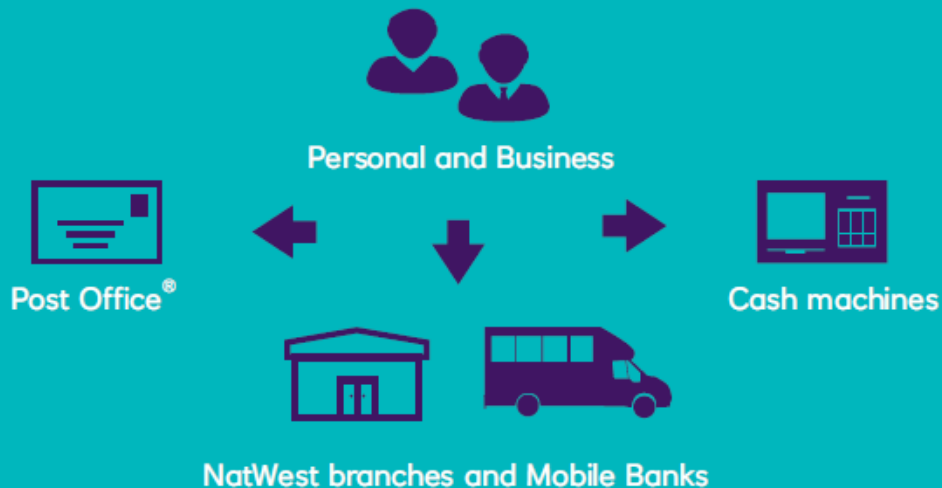 Personal and Business
Post Office®
Cash machines
NatWest branches and Mobile Banks